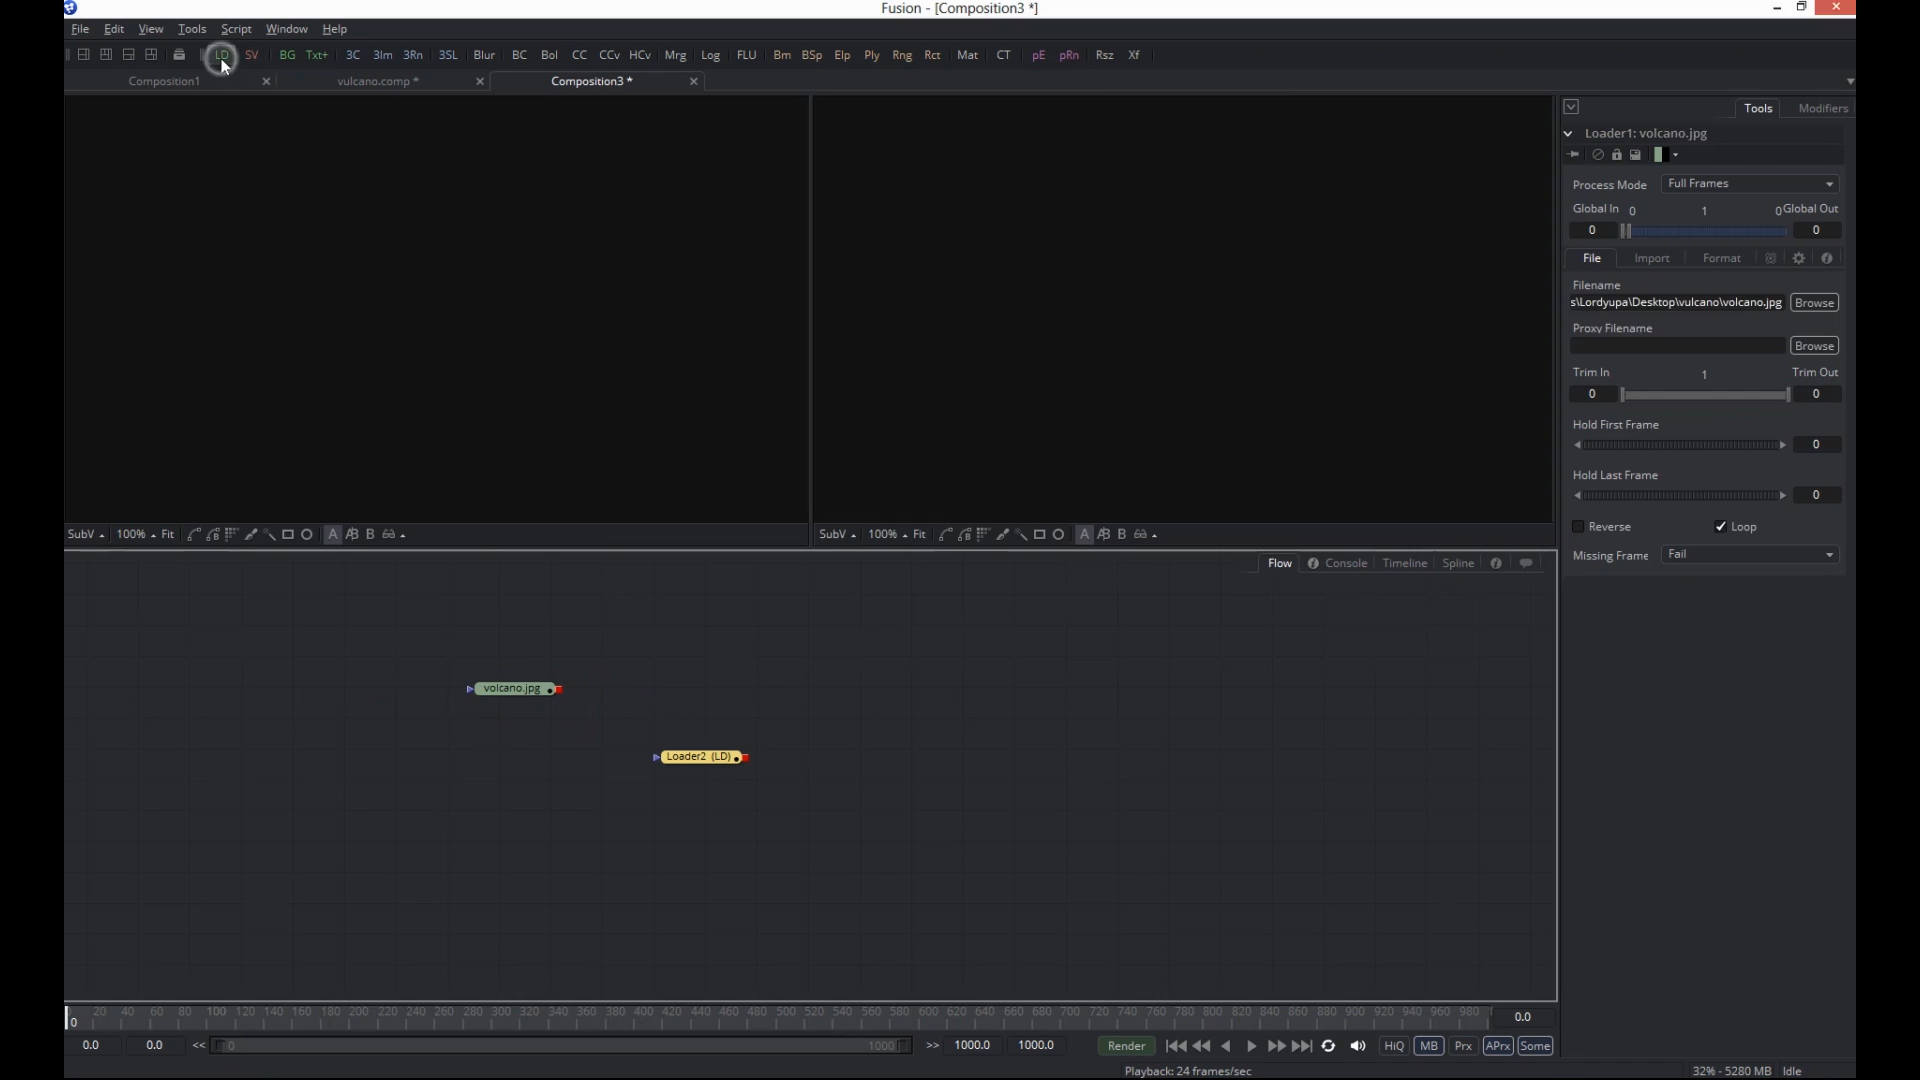 Fusion - [Composition3 *]
File Edit View Tools Script Window Help
LD SV BG Txt+ 3C 3Im 3Rn 3SL Blur BC Bol CC CCv HCv Mrg Log FLU Bm BSp Elp Ply Rng Rct Mat CT pE pRn Rsz Xf
Composition1 vulcano.comp * Composition3 *
Tools Modifiers
Loader1: volcano.jpg
Process Mode Full Frames
Global In 0 1 0 Global Out
0 0
File Import Format
Filename
s\Lordyupa\Desktop\vulcano\volcano.jpg Browse
Proxy Filename
Browse
Trim In 1 Trim Out
0 0
Hold First Frame
0
Hold Last Frame
0
Reverse Loop
Missing Frame Fail
SubV 100% Fit A A|B B SubV 100% Fit A A|B B
Flow Console Timeline Spline
volcano.jpg
Loader2 (LD)
0 20 40 60 80 100 120 140 160 180 200 220 240 260 280 300 320 340 360 380 400 420 440 460 480 500 520 540 560 580 600 620 640 660 680 700 720 740 760 780 800 820 840 860 880 900 920 940 960 980 0.0
0.0 0.0 << 0 1000 >> 1000.0 1000.0 Render HiQ MB Prx APrx Some
Playback: 24 frames/sec 32% - 5280 MB Idle